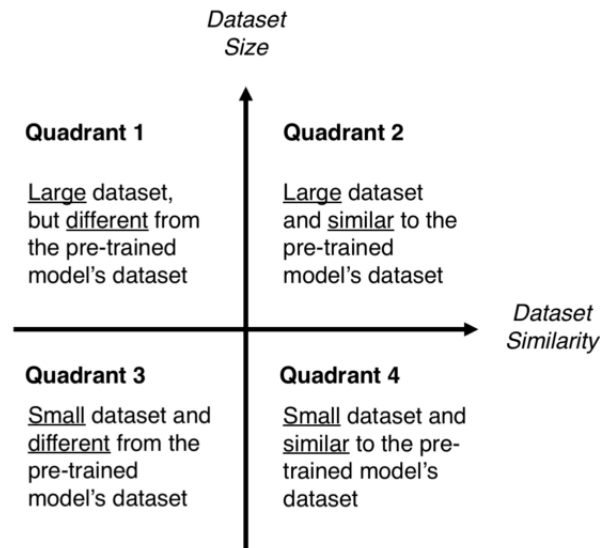 Dataset
Size
Quadrant 1
Large dataset,
but different from
the pre-trained
model's dataset
Quadrant 2
Large dataset
and similar to the
pre-trained
model's dataset
Dataset
Similarity
Quadrant 3
Small dataset and
different from the
pre-trained
model's dataset
Quadrant 4
Small dataset and
similar to the pre-
trained model's
dataset